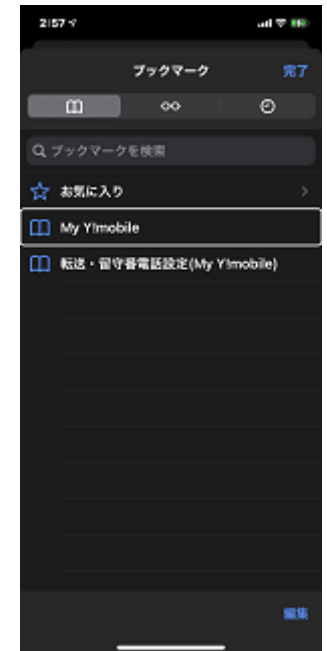 2:57
ブックマーク 完了
ブックマークを検索
お気に入り
My Y!mobile
転送・留守番電話設定(My Y!mobile)
編集